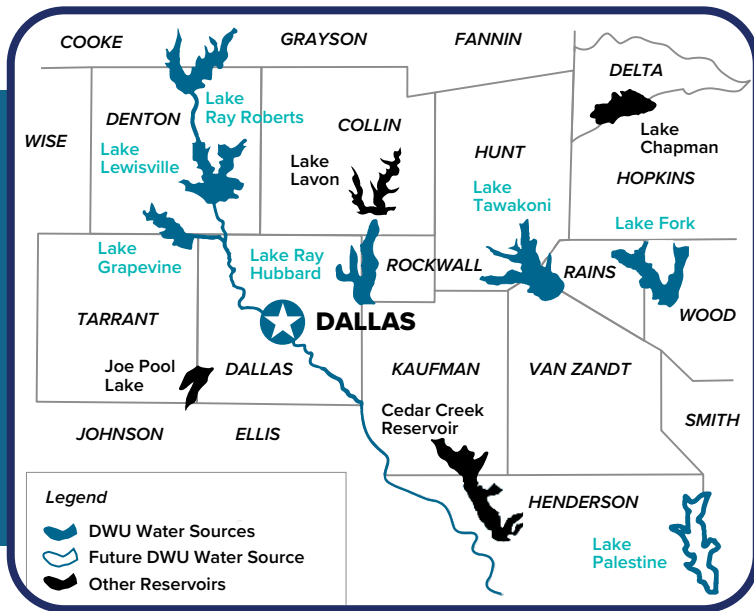 COOKE
GRAYSON
FANNIN
DELTA
Lake
Ray Roberts
DENTON
WISE
COLLIN
Lake
Chapman
Lake
Lewisville
Lake
Lavon
HUNT
HOPKINS
Lake
Tawakoni
Lake Fork
Lake
Grapevine
Lake Ray
Hubbard
ROCKWALL
RAINS
TARRANT
DALLAS
WOOD
Joe Pool
Lake
DALLAS
KAUFMAN
VAN ZANDT
Cedar Creek
Reservoir
SMITH
JOHNSON
ELLIS
HENDERSON
Lake
Palestine
Legend
DWU Water Sources
Future DWU Water Source
Other Reservoirs